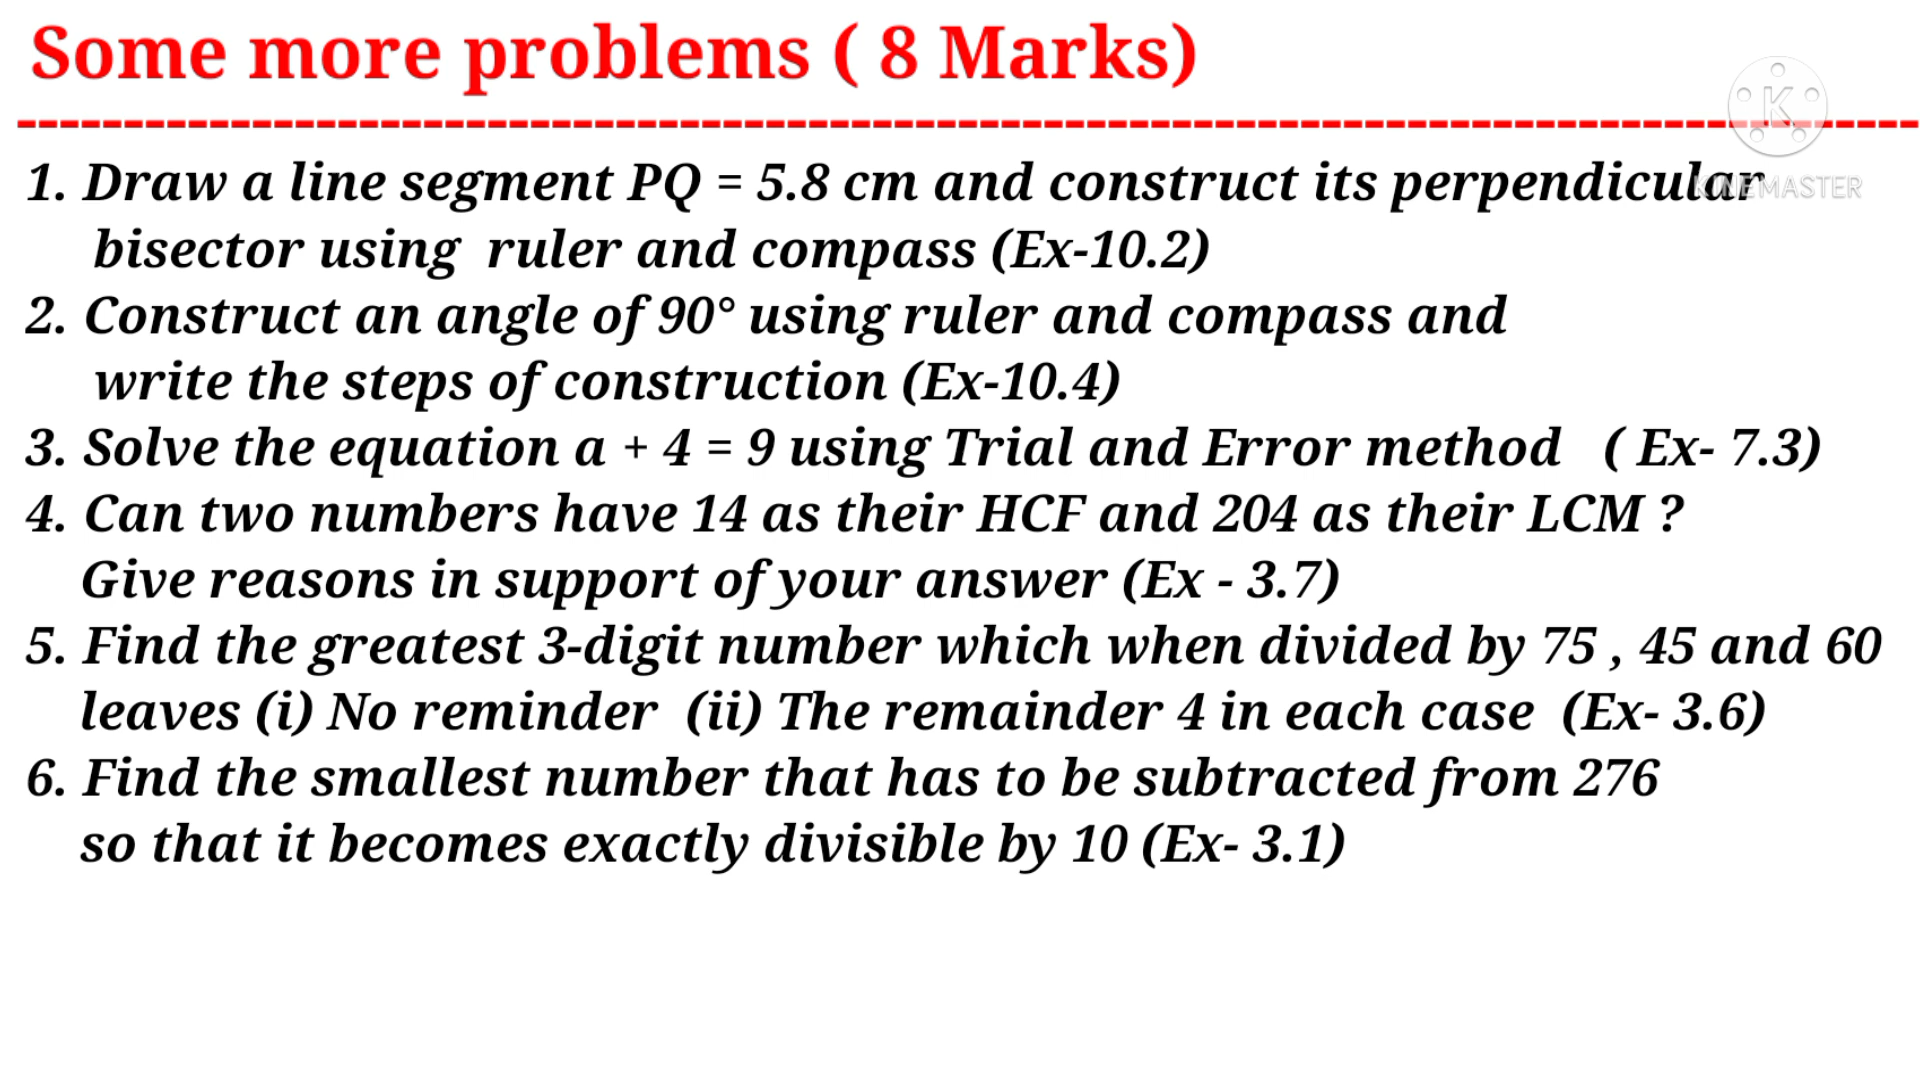 Some more problems ( 8 Marks)
1. Draw a line segment PQ = 5.8 cm and construct its perpendicular
bisector using ruler and compass (Ex-10.2)
2. Construct an angle of 90° using ruler and compass and
write the steps of construction (Ex-10.4)
3. Solve the equation a + 4 = 9 using Trial and Error method ( Ex- 7.3)
4. Can two numbers have 14 as their HCF and 204 as their LCM ?
Give reasons in support of your answer (Ex - 3.7)
5. Find the greatest 3-digit number which when divided by 75 , 45 and 60
leaves (i) No reminder (ii) The remainder 4 in each case (Ex- 3.6)
6. Find the smallest number that has to be subtracted from 276
so that it becomes exactly divisible by 10 (Ex- 3.1)
K
KINEMASTER